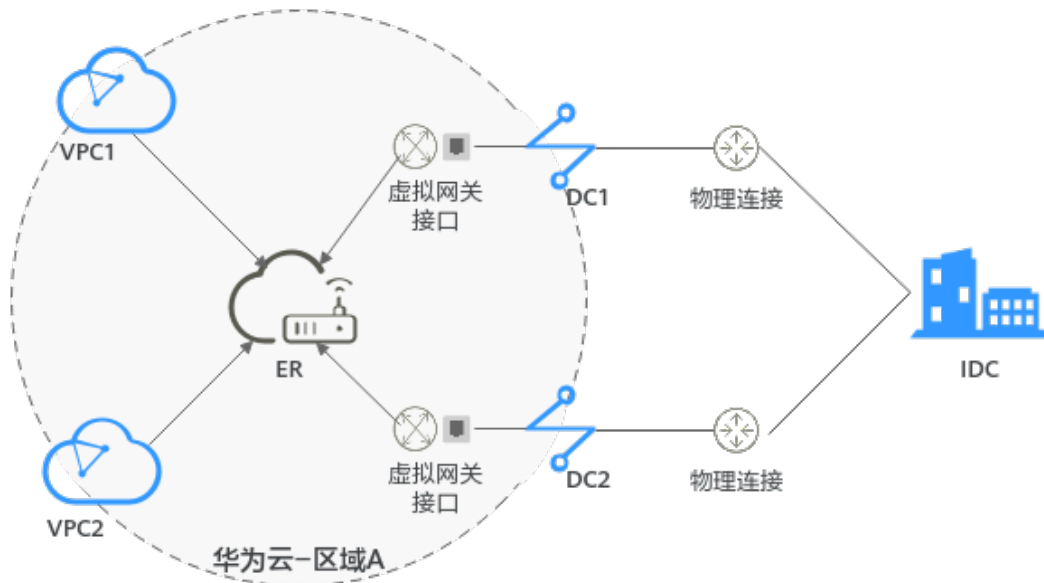 VPC1
虚拟网关
接口
DC1
物理连接
ER
IDC
虚拟网关
接口
DC2
物理连接
VPC2
华为云-区域A